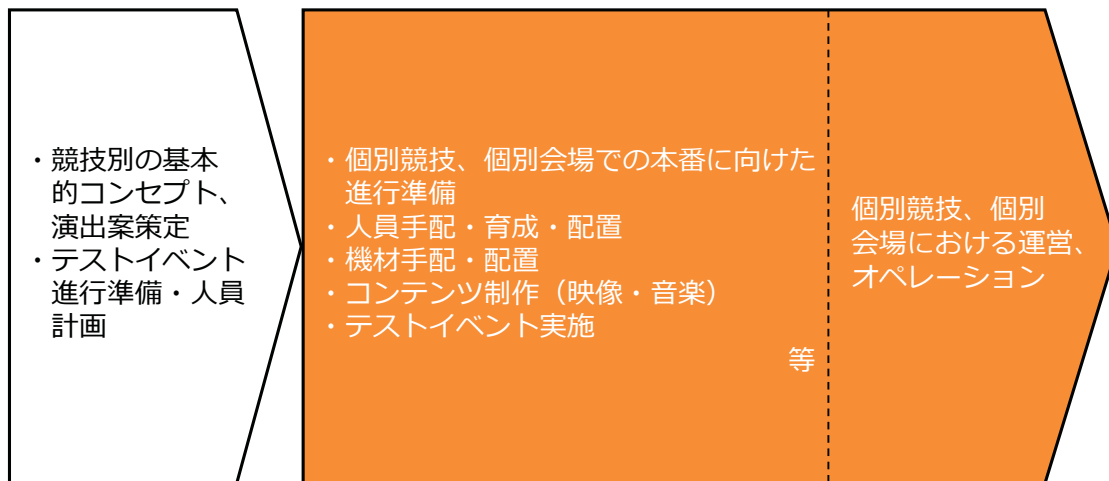 ・競技別の基本
的コンセプト、
演出案策定
・テストイベント
進行準備・人員
計画
・個別競技、個別会場での本番に向けた
進行準備
・人員手配・育成・配置
・機材手配・配置
・コンテンツ制作（映像・音楽）
・テストイベント実施
等
個別競技、個別
会場における運営、
オペレーション